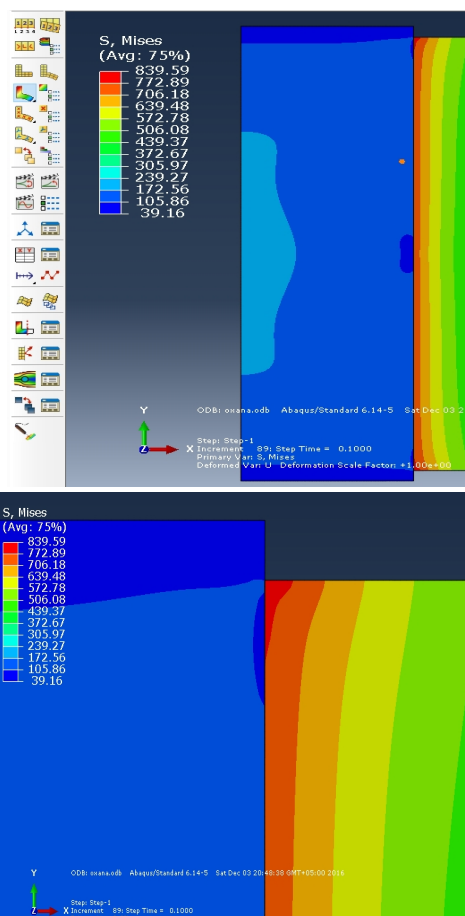 S, Mises
(Avg: 75%)
839.59
772.89
706.18
639.48
572.78
506.08
439.37
372.67
305.97
239.27
172.56
105.86
39.16
Y
Z
X
ODB: oxana.odb Abaqus/Standard 6.14-5 Sat Dec 03 2
Step: Step-1
Increment 89: Step Time = 0.1000
Primary Var: S, Mises
Deformed Var: U Deformation Scale Factor: +1.00e+00
S, Mises
(Avg: 75%)
839.59
772.89
706.18
639.48
572.78
506.08
439.37
372.67
305.97
239.27
172.56
105.86
39.16
Y
Z
X
ODB: oxana.odb Abaqus/Standard 6.14-5 Sat Dec 03 20:48:38 GMT+05:00 2016
Step: Step-1
Increment 89: Step Time = 0.1000